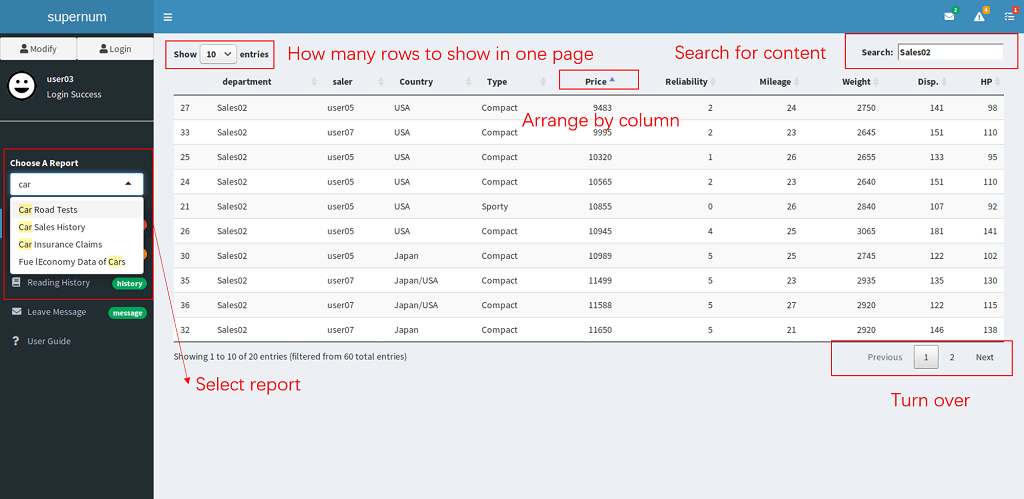 supernum
2
4
1
Modify
Login
user03
Login Success
Choose A Report
car
Car Road Tests
Car Sales History
Car Insurance Claims
Fue lEconomy Data of Cars
Reading History
history
Leave Message
message
User Guide
Show 10 entries
How many rows to show in one page
Search for content
Search: Sales02
department saler Country Type Price Reliability Mileage Weight Disp. HP
27 Sales02 user05 USA Compact 9483 2 24 2750 141 98
Arrange by column
33 Sales02 user07 USA Compact 9995 2 23 2645 151 110
25 Sales02 user05 USA Compact 10320 1 26 2655 133 95
24 Sales02 user05 USA Compact 10565 2 23 2640 151 110
21 Sales02 user05 USA Sporty 10855 0 26 2840 107 92
26 Sales02 user05 USA Compact 10945 4 25 3065 181 141
30 Sales02 user05 Japan Compact 10989 5 25 2745 122 102
35 Sales02 user07 Japan/USA Compact 11499 5 23 2935 135 130
36 Sales02 user07 Japan/USA Compact 11588 5 27 2920 122 115
32 Sales02 user07 Japan Compact 11650 5 21 2920 146 138
Showing 1 to 10 of 20 entries (filtered from 60 total entries)
Previous 1 2 Next
Select report
Turn over